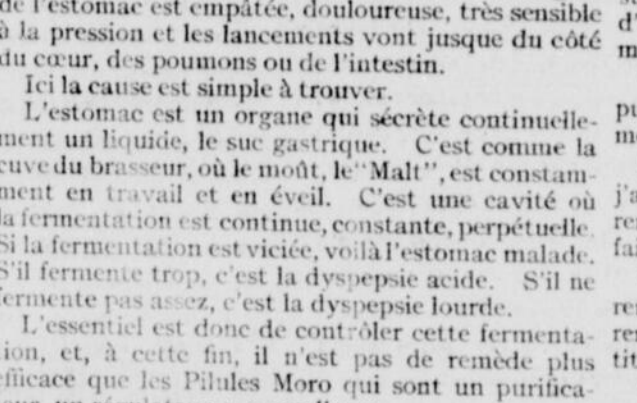 de l'estomac est empâtée, douloureuse, très sensible
à la pression et les lancements vont jusque du côté
du cœur, des poumons ou de l'intestin.
Ici la cause est simple à trouver.
L'estomac est un organe qui sécrète continuelle-
ment un liquide, le suc gastrique. C'est comme la
cuve du brasseur, où le moût, le "Malt", est constam-
ment en travail et en éveil. C'est une cavité où
la fermentation est continue, constante, perpétuelle.
Si la fermentation est viciée, voilà l'estomac malade.
S'il fermente trop, c'est la dyspepsie acide. S'il ne
fermente pas assez, c'est la dyspepsie lourde.
L'essentiel est donc de contrôler cette fermenta-
tion, et, à cette fin, il n'est pas de remède plus
efficace que les Pilules Moro qui sont un purifica-